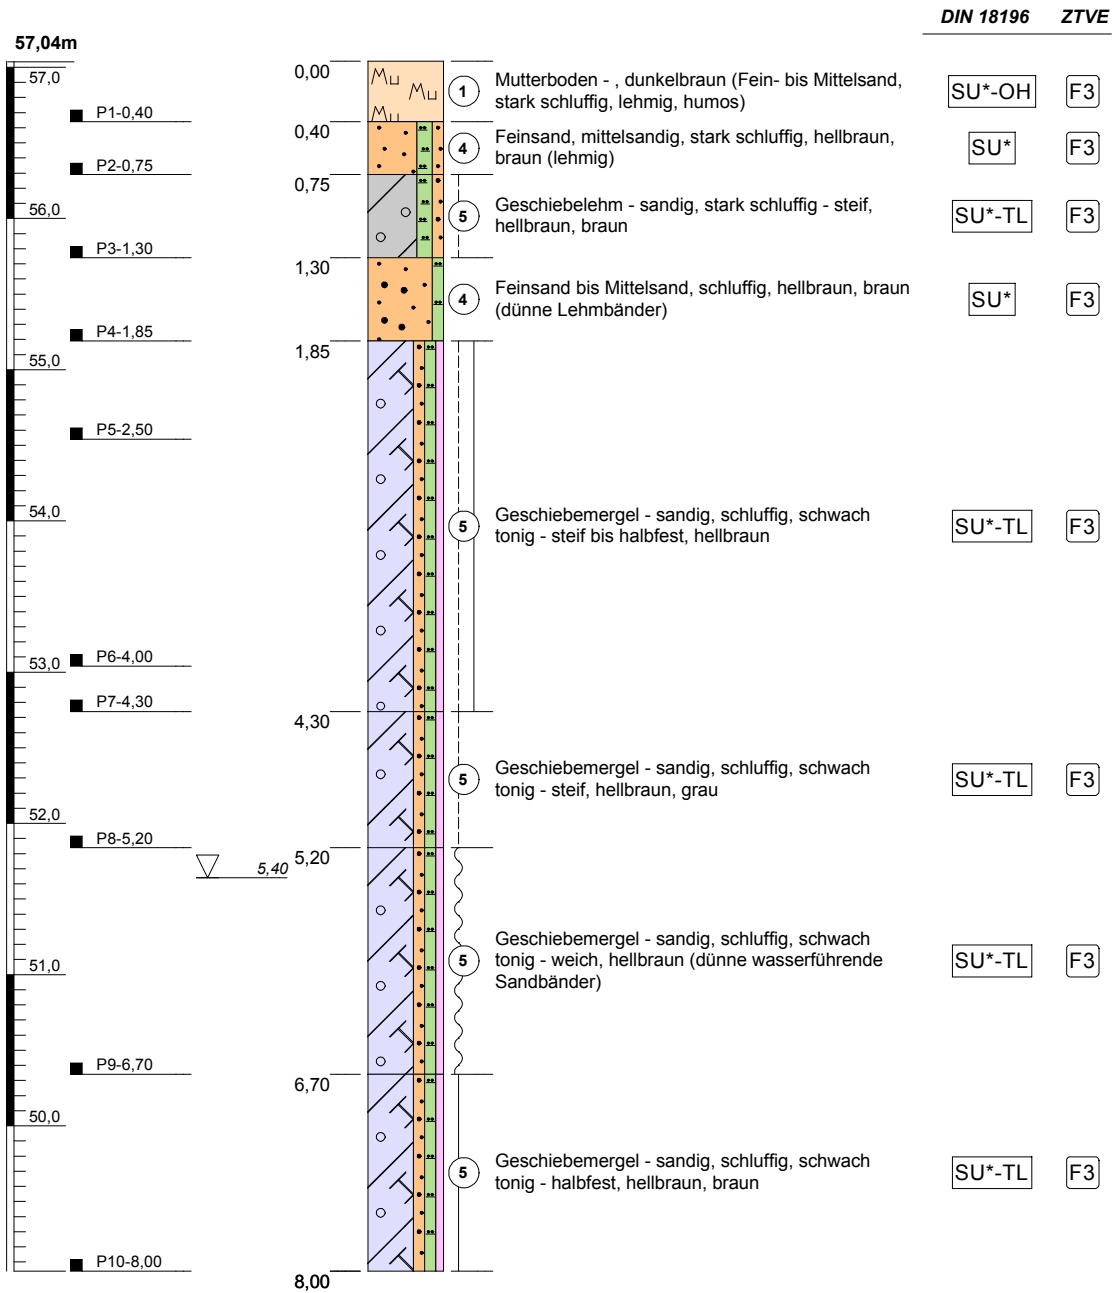 DIN 18196 ZTVE
57,04m
57,0
0,00
Mu
Mu
Mu
1
Mutterboden - , dunkelbraun (Fein- bis Mittelsand,
stark schluffig, lehmig, humos)
SU*-OH
F3
P1-0,40
0,40
4
Feinsand, mittelsandig, stark schluffig, hellbraun,
braun (lehmig)
SU*
F3
P2-0,75
0,75
56,0
5
Geschiebelehm - sandig, stark schluffig - steif,
hellbraun, braun
SU*-TL
F3
P3-1,30
1,30
4
Feinsand bis Mittelsand, schluffig, hellbraun, braun
(dünne Lehmbänder)
SU*
F3
P4-1,85
1,85
55,0
P5-2,50
54,0
5
Geschiebemergel - sandig, schluffig, schwach
tonig - steif bis halbfest, hellbraun
SU*-TL
F3
P6-4,00
53,0
P7-4,30
4,30
5
Geschiebemergel - sandig, schluffig, schwach
tonig - steif, hellbraun, grau
SU*-TL
F3
52,0
P8-5,20
5,20
5,40
51,0
5
Geschiebemergel - sandig, schluffig, schwach
tonig - weich, hellbraun (dünne wasserführende
Sandbänder)
SU*-TL
F3
P9-6,70
6,70
50,0
5
Geschiebemergel - sandig, schluffig, schwach
tonig - halbfest, hellbraun, braun
SU*-TL
F3
P10-8,00
8,00